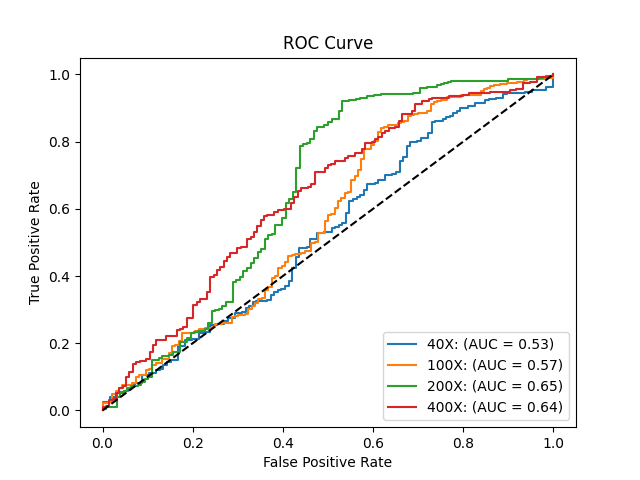 ROC Curve
1.0
0.8
0.6
0.4
0.2
0.0
True Positive Rate
40X: (AUC = 0.53)
100X: (AUC = 0.57)
200X: (AUC = 0.65)
400X: (AUC = 0.64)
0.0 0.2 0.4 0.6 0.8 1.0
False Positive Rate